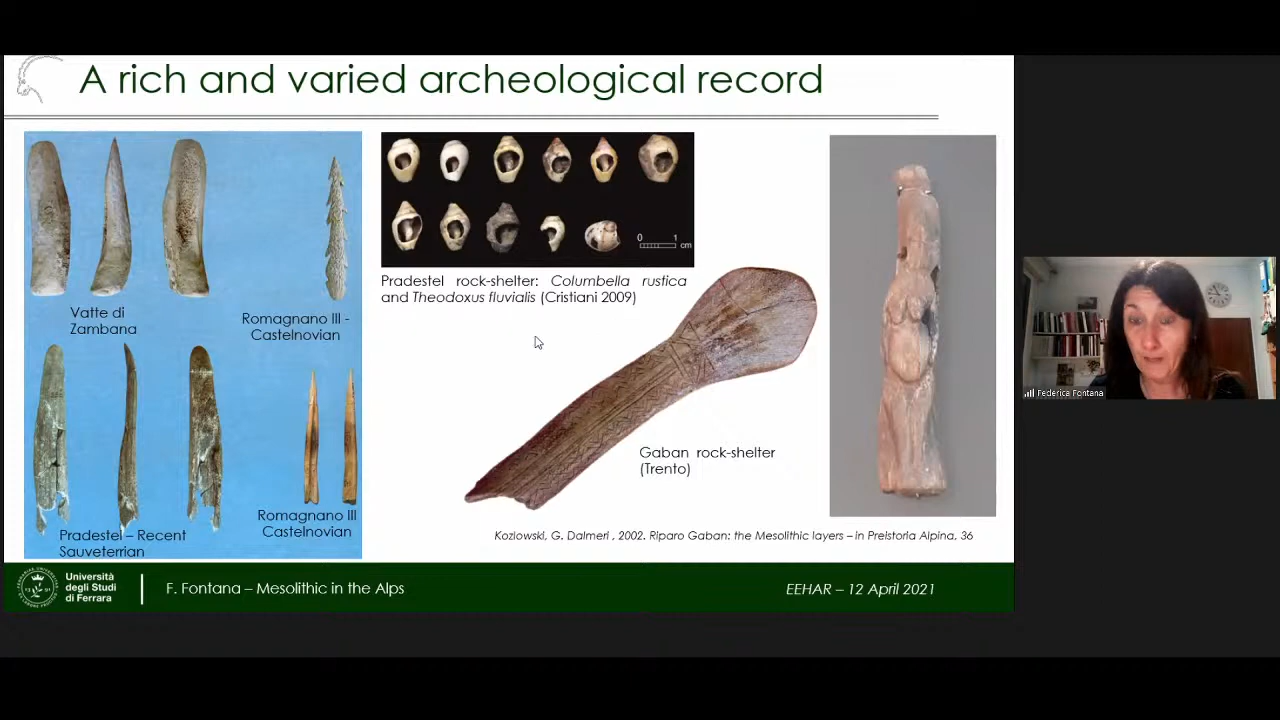 A rich and varied archeological record
Vatte di
Zambana
Romagnano III -
Castelnovian
Pradestel – Recent
Sauveterrian
Romagnano III
Castelnovian
0 1
cm
Pradestel rock-shelter: Columbella rustica
and Theodoxus fluvialis (Cristiani 2009)
Gaban rock-shelter
(Trento)
Kozlowski, G. Dalmeri , 2002. Riparo Gaban: the Mesolithic layers – in Preistoria Alpina, 36
Università
degli Studi
di Ferrara
F. Fontana – Mesolithic in the Alps
EEHAR – 12 April 2021
Federica Fontana